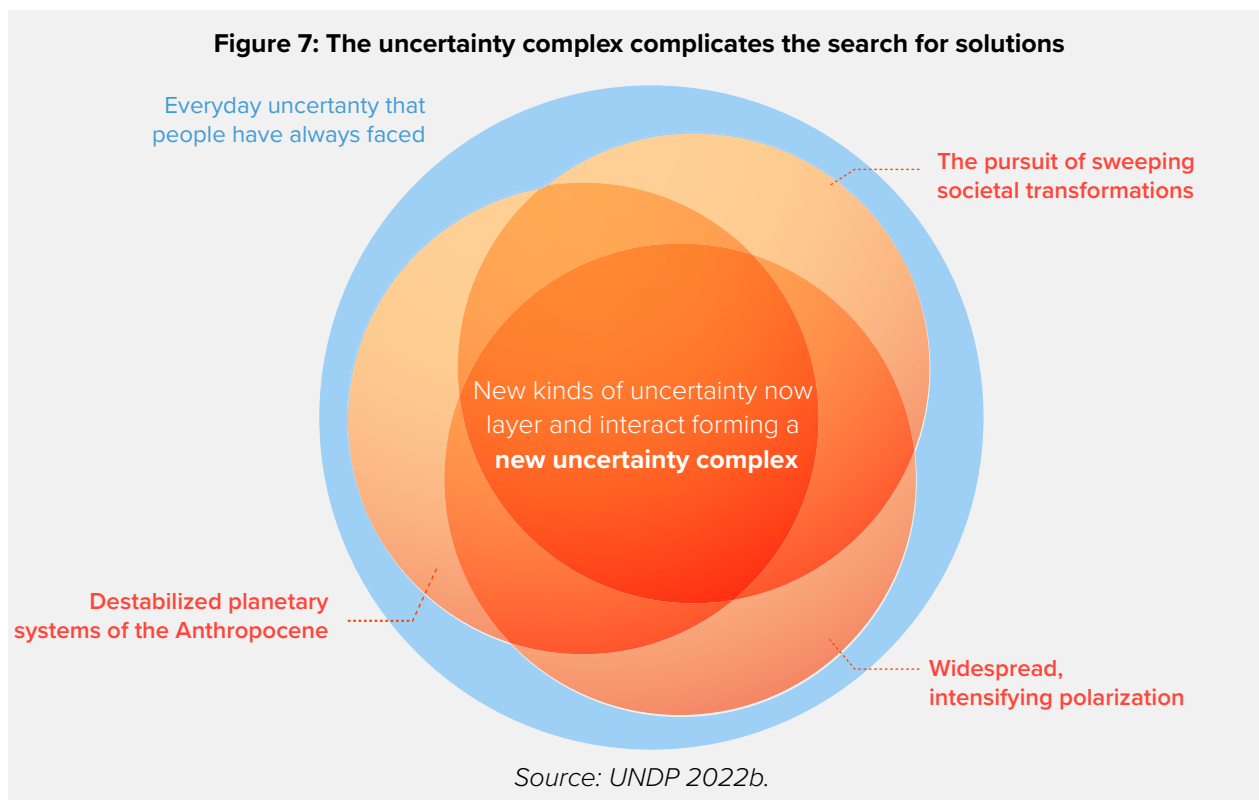 Figure 7: The uncertainty complex complicates the search for solutions
Everyday uncertanty that
people have always faced
The pursuit of sweeping
societal transformations
New kinds of uncertainty now
layer and interact forming a
new uncertainty complex
Destabilized planetary
systems of the Anthropocene
Widespread,
intensifying polarization
Source: UNDP 2022b.